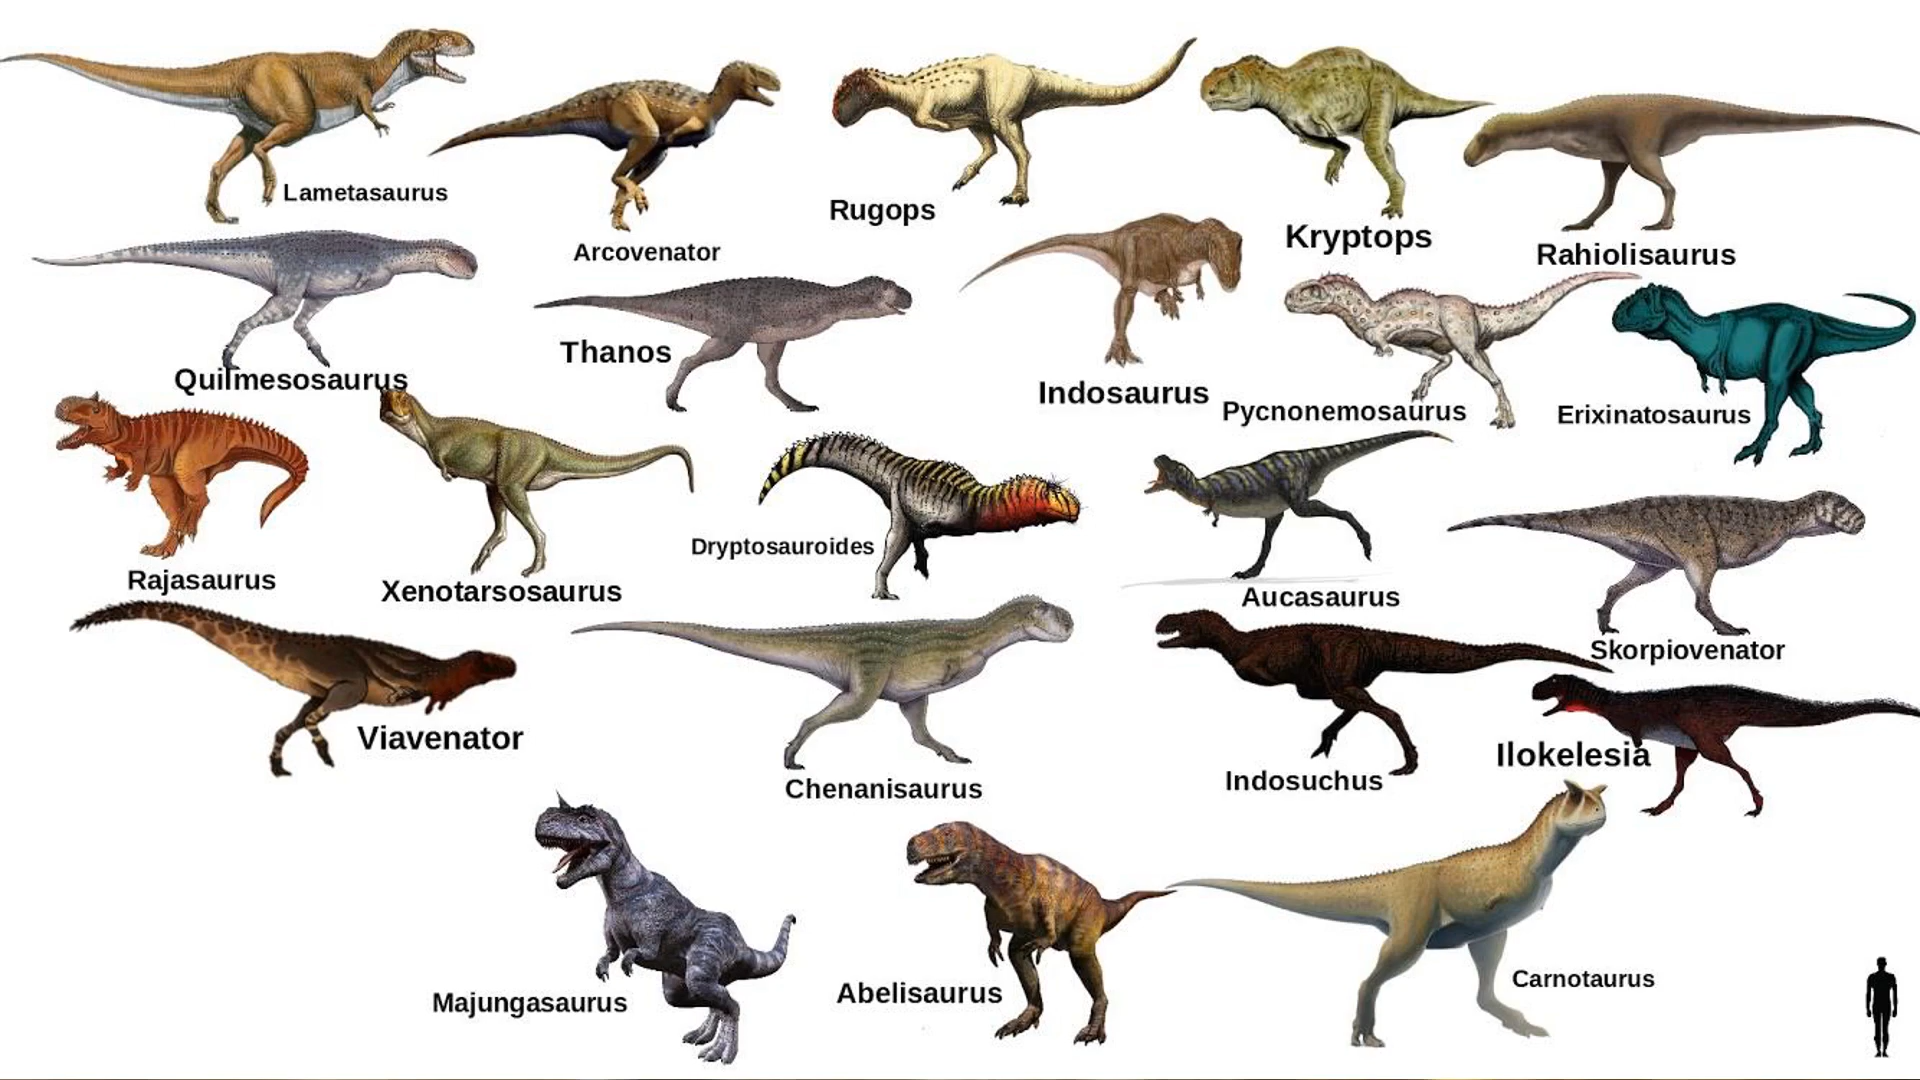 Lametasaurus
Arcovenator
Rugops
Kryptops
Rahiolisaurus
Quilmesosaurus
Thanos
Indosaurus
Pycnonemosaurus
Erixinatosaurus
Rajasaurus
Xenotarsosaurus
Dryptosauroides
Aucasaurus
Skorpiovenator
Viavenator
Chenanisaurus
Indosuchus
Ilokelesia
Majungasaurus
Abelisaurus
Carnotaurus